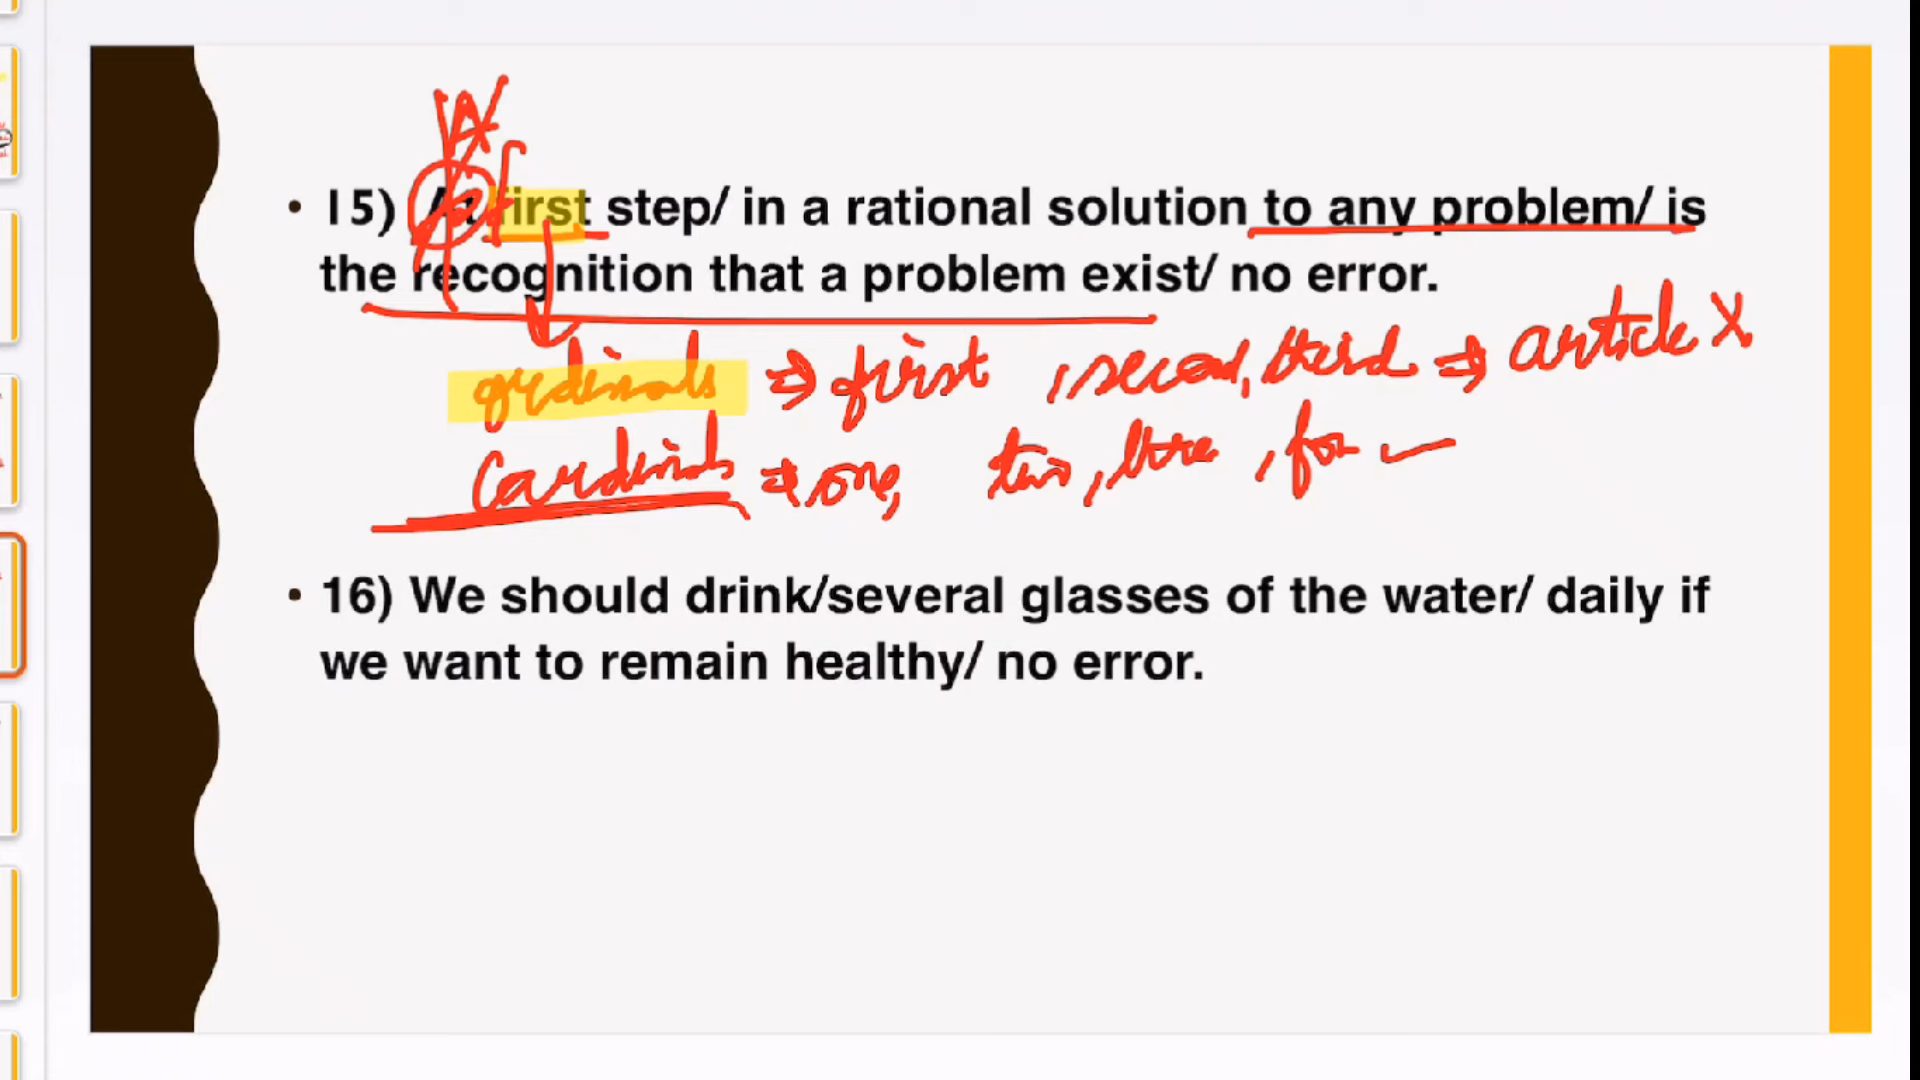 • 15) At first step/ in a rational solution to any problem/ is
the recognition that a problem exist/ no error.
ordinals ⇒ first , second, third ⇒ article X
Cardinals ⇒ one, two, three , for ✓
• 16) We should drink/several glasses of the water/ daily if
we want to remain healthy/ no error.